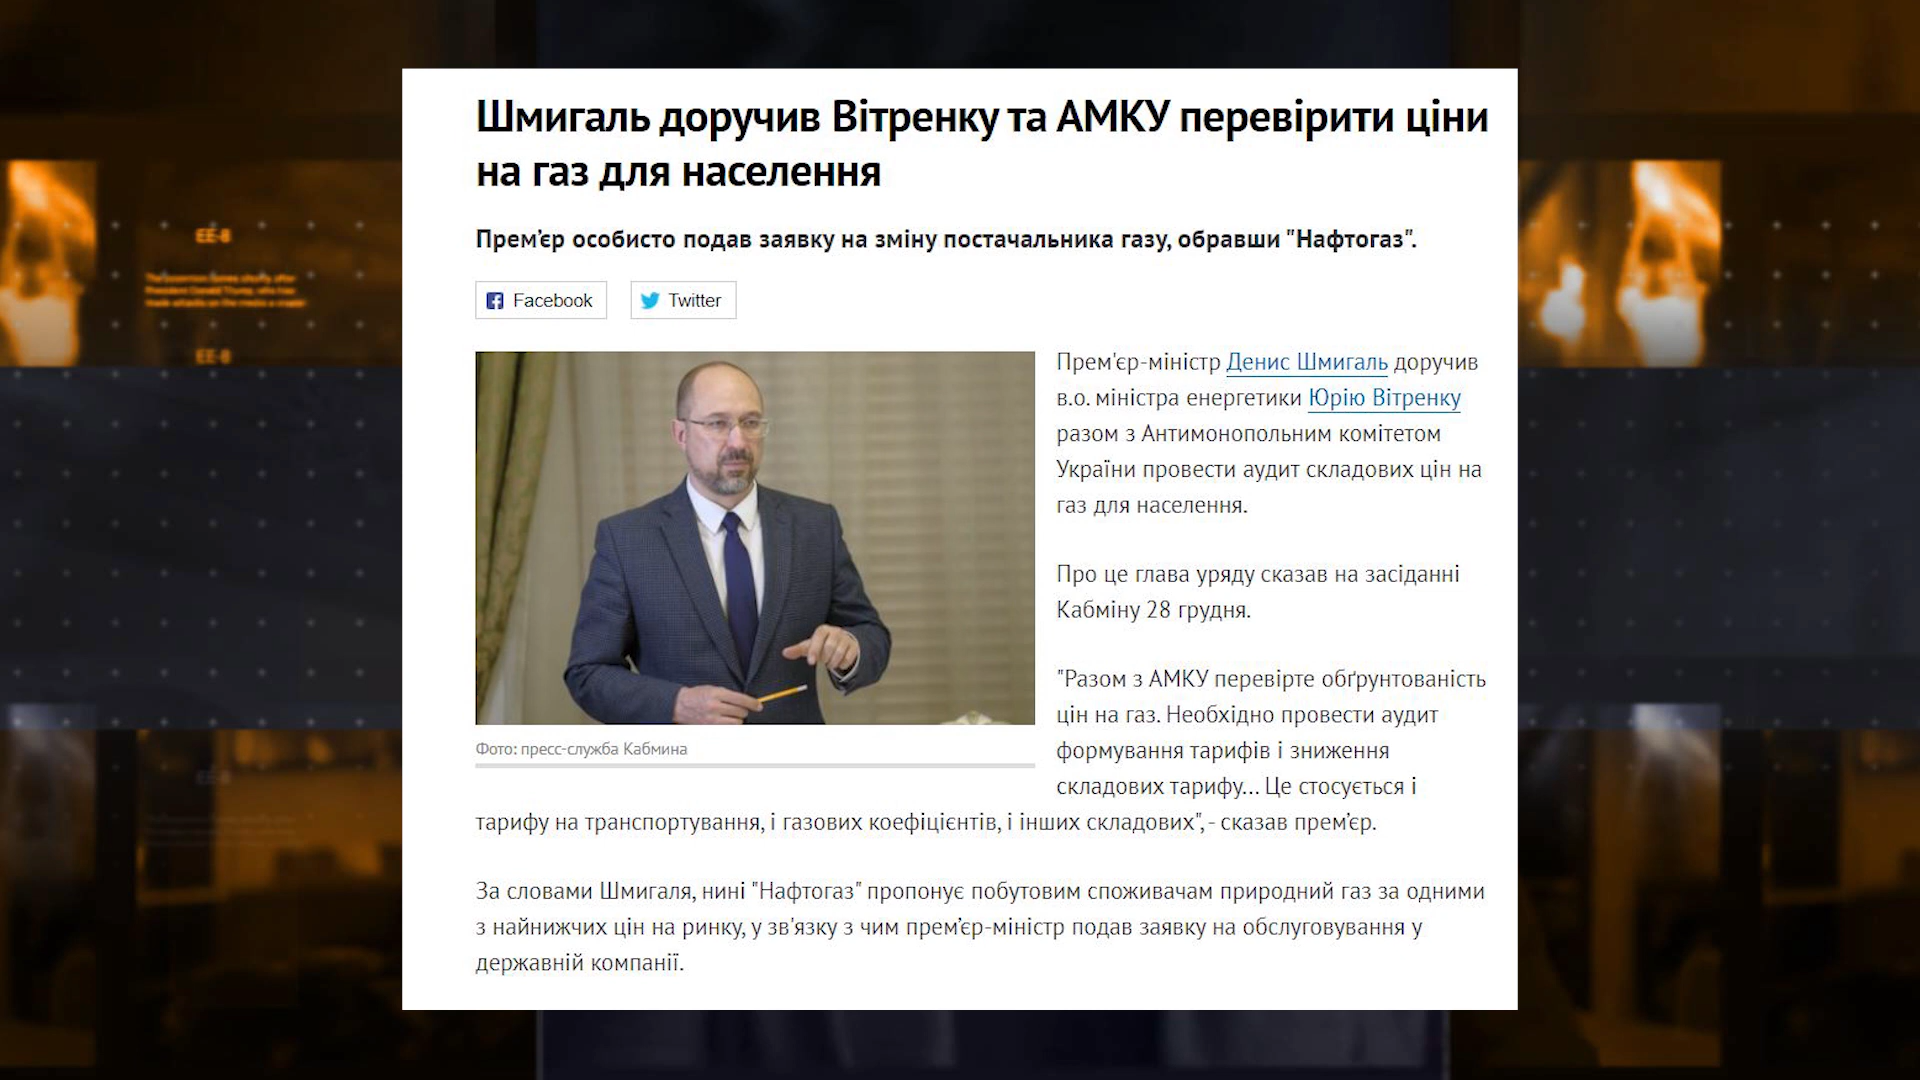 Шмигаль доручив Вітренку та АМКУ перевірити ціни
на газ для населення
Прем’єр особисто подав заявку на зміну постачальника газу, обравши "Нафтогаз".
Facebook
Twitter
Прем'єр-міністр Денис Шмигаль доручив
в.о. міністра енергетики Юрію Вітренку
разом з Антимонопольним комітетом
України провести аудит складових цін на
газ для населення.
Про це глава уряду сказав на засіданні
Кабміну 28 грудня.
"Разом з АМКУ перевірте обґрунтованість
цін на газ. Необхідно провести аудит
формування тарифів і зниження
складових тарифу... Це стосується і
тарифу на транспортування, і газових коефіцієнтів, і інших складових", - сказав прем’єр.
Фото: пресс-служба Кабмина
За словами Шмигаля, нині "Нафтогаз" пропонує побутовим споживачам природний газ за одними
з найнижчих цін на ринку, у зв'язку з чим прем’єр-міністр подав заявку на обслуговування у
державній компанії.
EE-8
EE-8